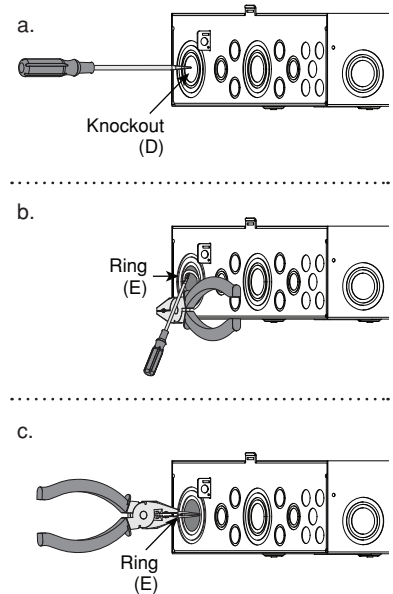 a.
Knockout
(D)
b.
Ring
(E)
c.
Ring
(E)